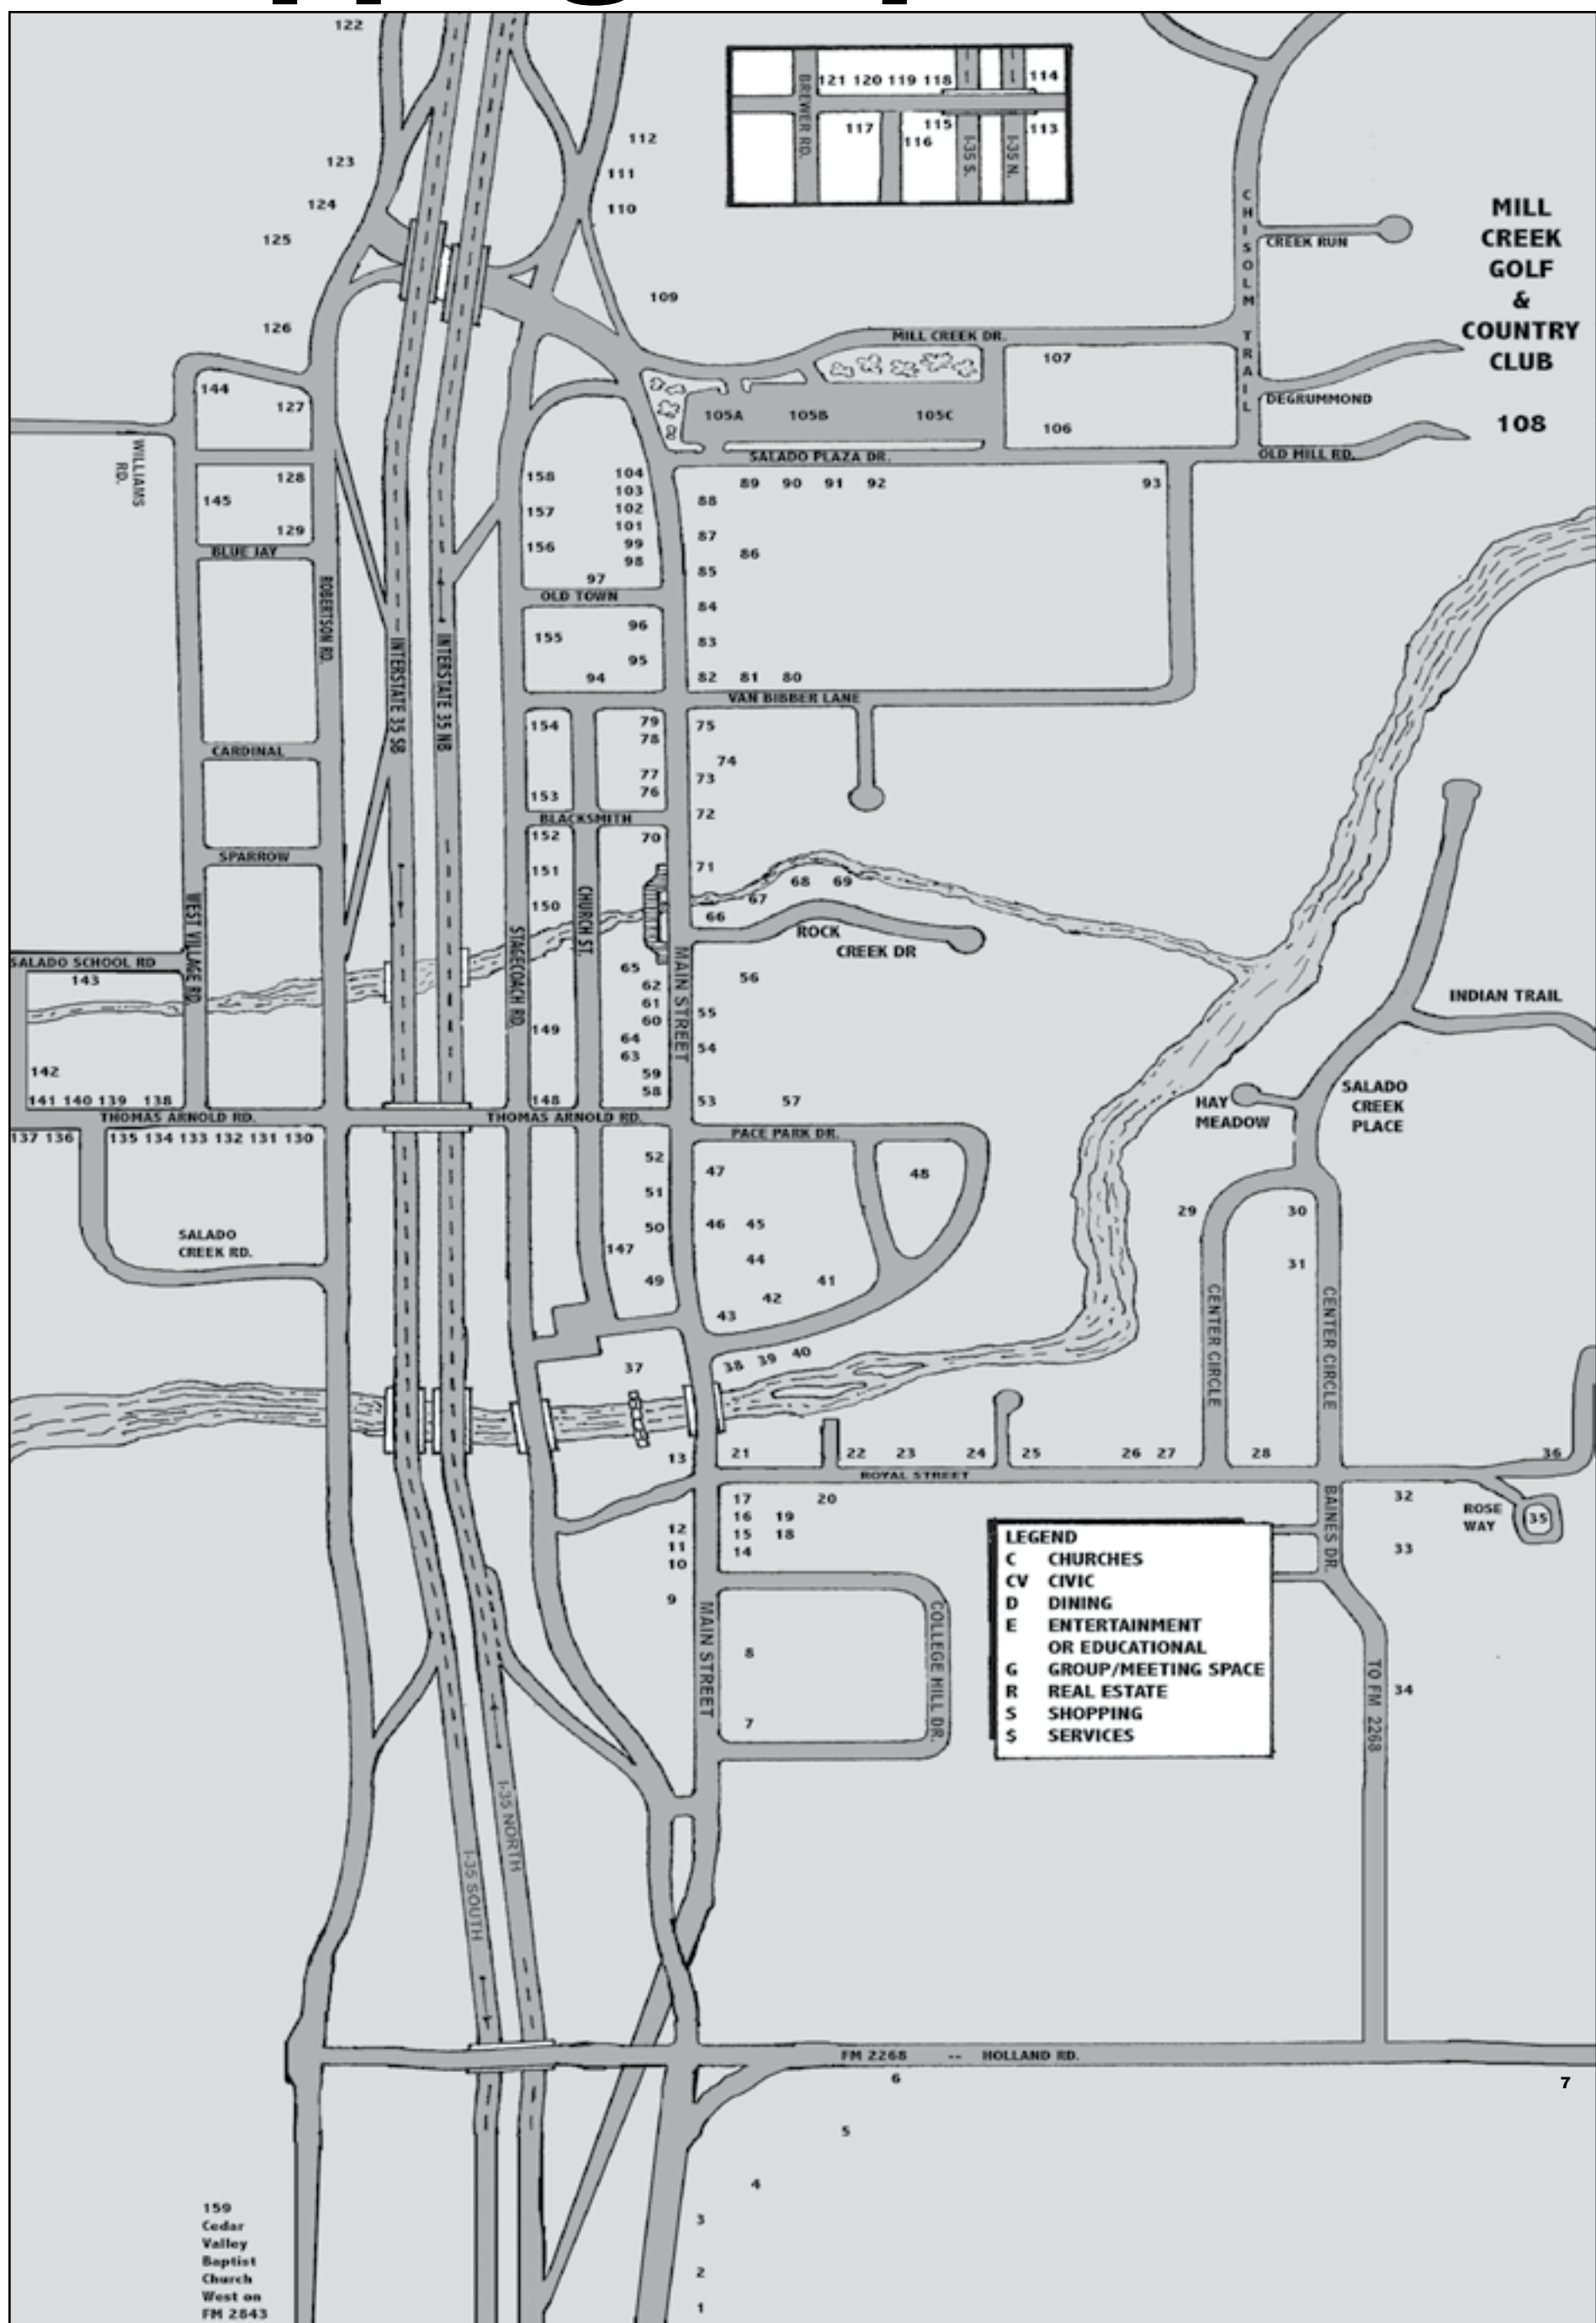 122
121 120 119 118
114
BREWER RD.
117
115
116
113
I-35 S.
I-35 N.
112
123
111
124
110
125
109
126
CHISOLM TRAIL
CREEK RUN
MILL
CREEK
GOLF
&
COUNTRY
CLUB
108
MILL CREEK DR.
107
106
DEGRUMMOND
OLD MILL RD.
105A
105B
105C
SALADO PLAZA DR.
144
127
WILLIAMS
RD.
128
145
129
BLUE JAY
ROBERTSON RD.
INTERSTATE 35 SB
INTERSTATE 35 NB
158
104
103
157
102
101
156
99
98
97
OLD TOWN
96
155
95
94
88
89 90 91 92
93
87
86
85
84
83
82 81 80
VAN BIBBER LANE
CARDINAL
154
79
78
77
76
153
75
74
73
72
BLACKSMITH
152
70
151
71
150
68 69
67
66
SPARROW
WEST VILLAGE RD.
CHURCH ST.
STAGECOACH RD.
MAIN STREET
ROCK
CREEK DR
SALADO SCHOOL RD
143
65
62
61
60
64
63
59
58
56
55
54
53
57
149
148
142
141 140 139 138
THOMAS ARNOLD RD.
THOMAS ARNOLD RD.
137 136
135 134 133 132 131 130
PACE PARK DR.
INDIAN TRAIL
SALADO
CREEK
PLACE
HAY
MEADOW
52
47
48
51
50
46 45
147
44
49
41
42
43
SALADO
CREEK RD.
29
30
31
CENTER CIRCLE
CENTER CIRCLE
37
38 39 40
13
21
22 23 24 25 26 27 28
36
ROYAL STREET
17
20
16 19
12
15 18
11
14
10
9
BAINES DR.
32
ROSE
WAY
35
33
MAIN STREET
COLLEGE HILL DR.
8
7
LEGEND
C CHURCHES
CV CIVIC
D DINING
E ENTERTAINMENT
OR EDUCATIONAL
G GROUP/MEETING SPACE
R REAL ESTATE
S SHOPPING
$ SERVICES
TO FM 2268
34
I-35 NORTH
I-35 SOUTH
FM 2268 -- HOLLAND RD.
6
7
5
4
3
2
1
159
Cedar
Valley
Baptist
Church
West on
FM 2843